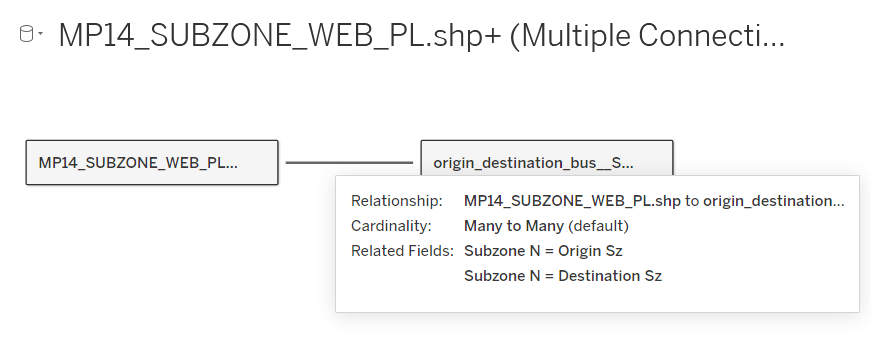 MP14_SUBZONE_WEB_PL.shp+ (Multiple Connecti...
MP14_SUBZONE_WEB_PL...
origin_destination_bus__S...
Relationship: MP14_SUBZONE_WEB_PL.shp to origin_destination...
Cardinality: Many to Many (default)
Related Fields: Subzone N = Origin Sz
Subzone N = Destination Sz